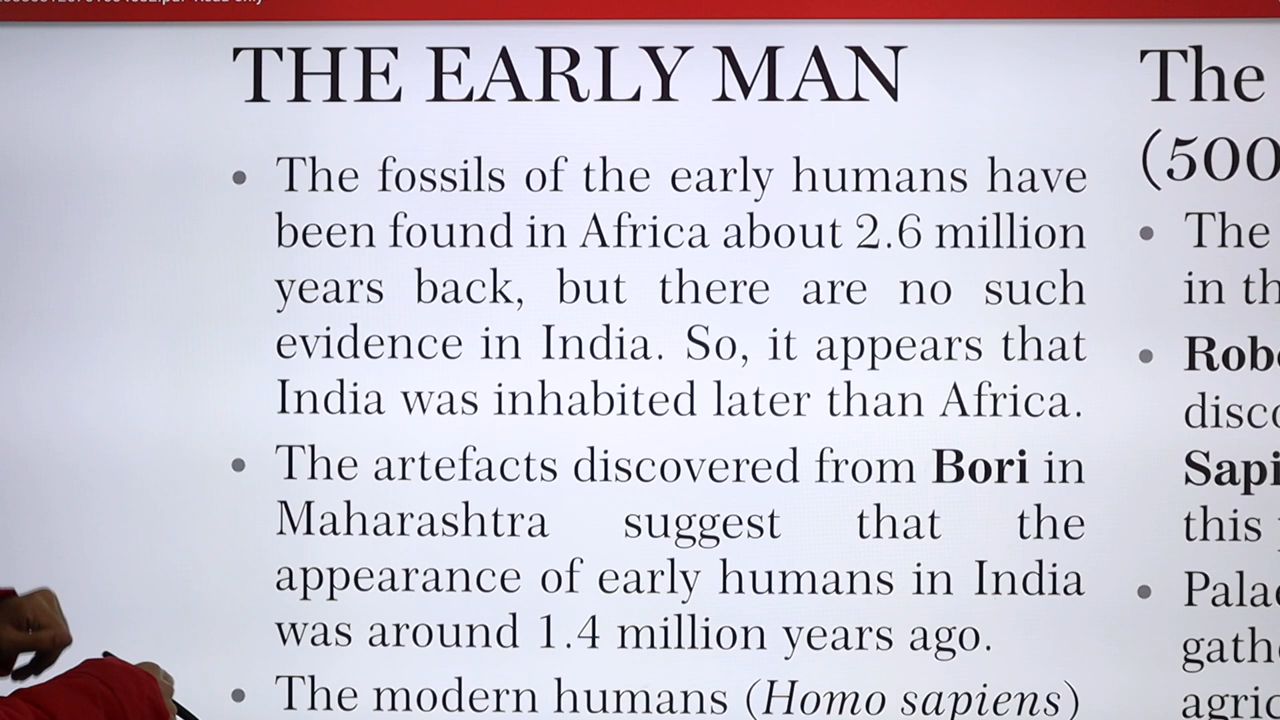 THE EARLY MAN
• The fossils of the early humans have
been found in Africa about 2.6 million
years back, but there are no such
evidence in India. So, it appears that
India was inhabited later than Africa.
• The artefacts discovered from Bori in
Maharashtra suggest that the
appearance of early humans in India
was around 1.4 million years ago.
• The modern humans (Homo sapiens)
The
(500
• The
in th
Rob
disco
Sapi
this
• Pala
gath
agric